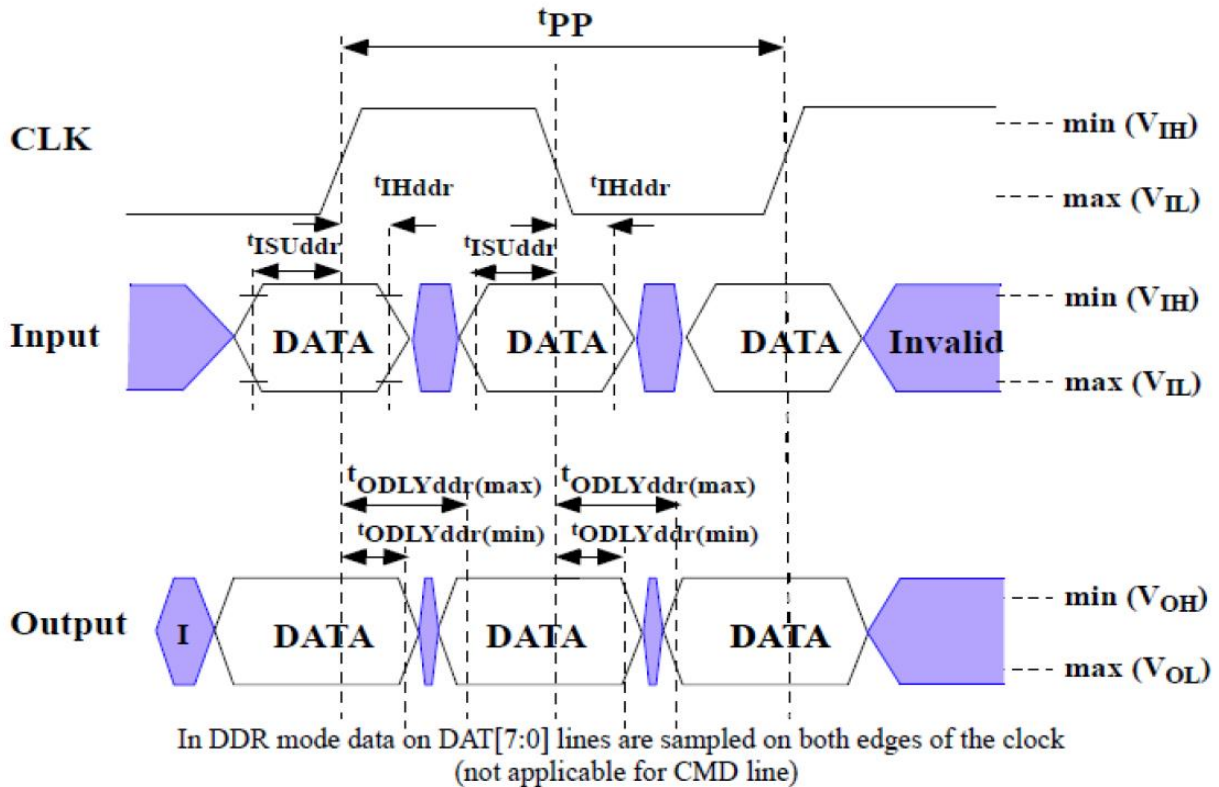 tPP
CLK
min (VIH)
tIHddr
tIHddr
max (VIL)
tISUddr
tISUddr
Input
DATA
DATA
DATA
Invalid
min (VIH)
max (VIL)
tODLYddr(max)
tODLYddr(max)
tODLYddr(min)
tODLYddr(min)
Output
I
DATA
DATA
DATA
min (VOH)
max (VOL)
In DDR mode data on DAT[7:0] lines are sampled on both edges of the clock
(not applicable for CMD line)